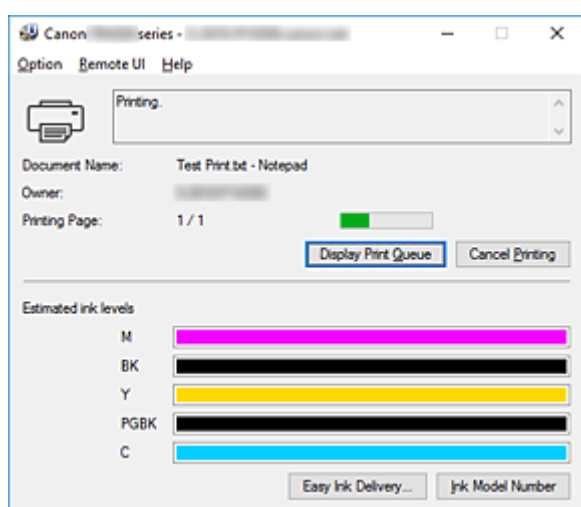 Canon series -
Option Remote UI Help
Printing.
Document Name: Test Print.txt - Notepad
Owner:
Printing Page: 1 / 1
Display Print Queue Cancel Printing
Estimated ink levels
M
BK
Y
PGBK
C
Easy Ink Delivery... Ink Model Number